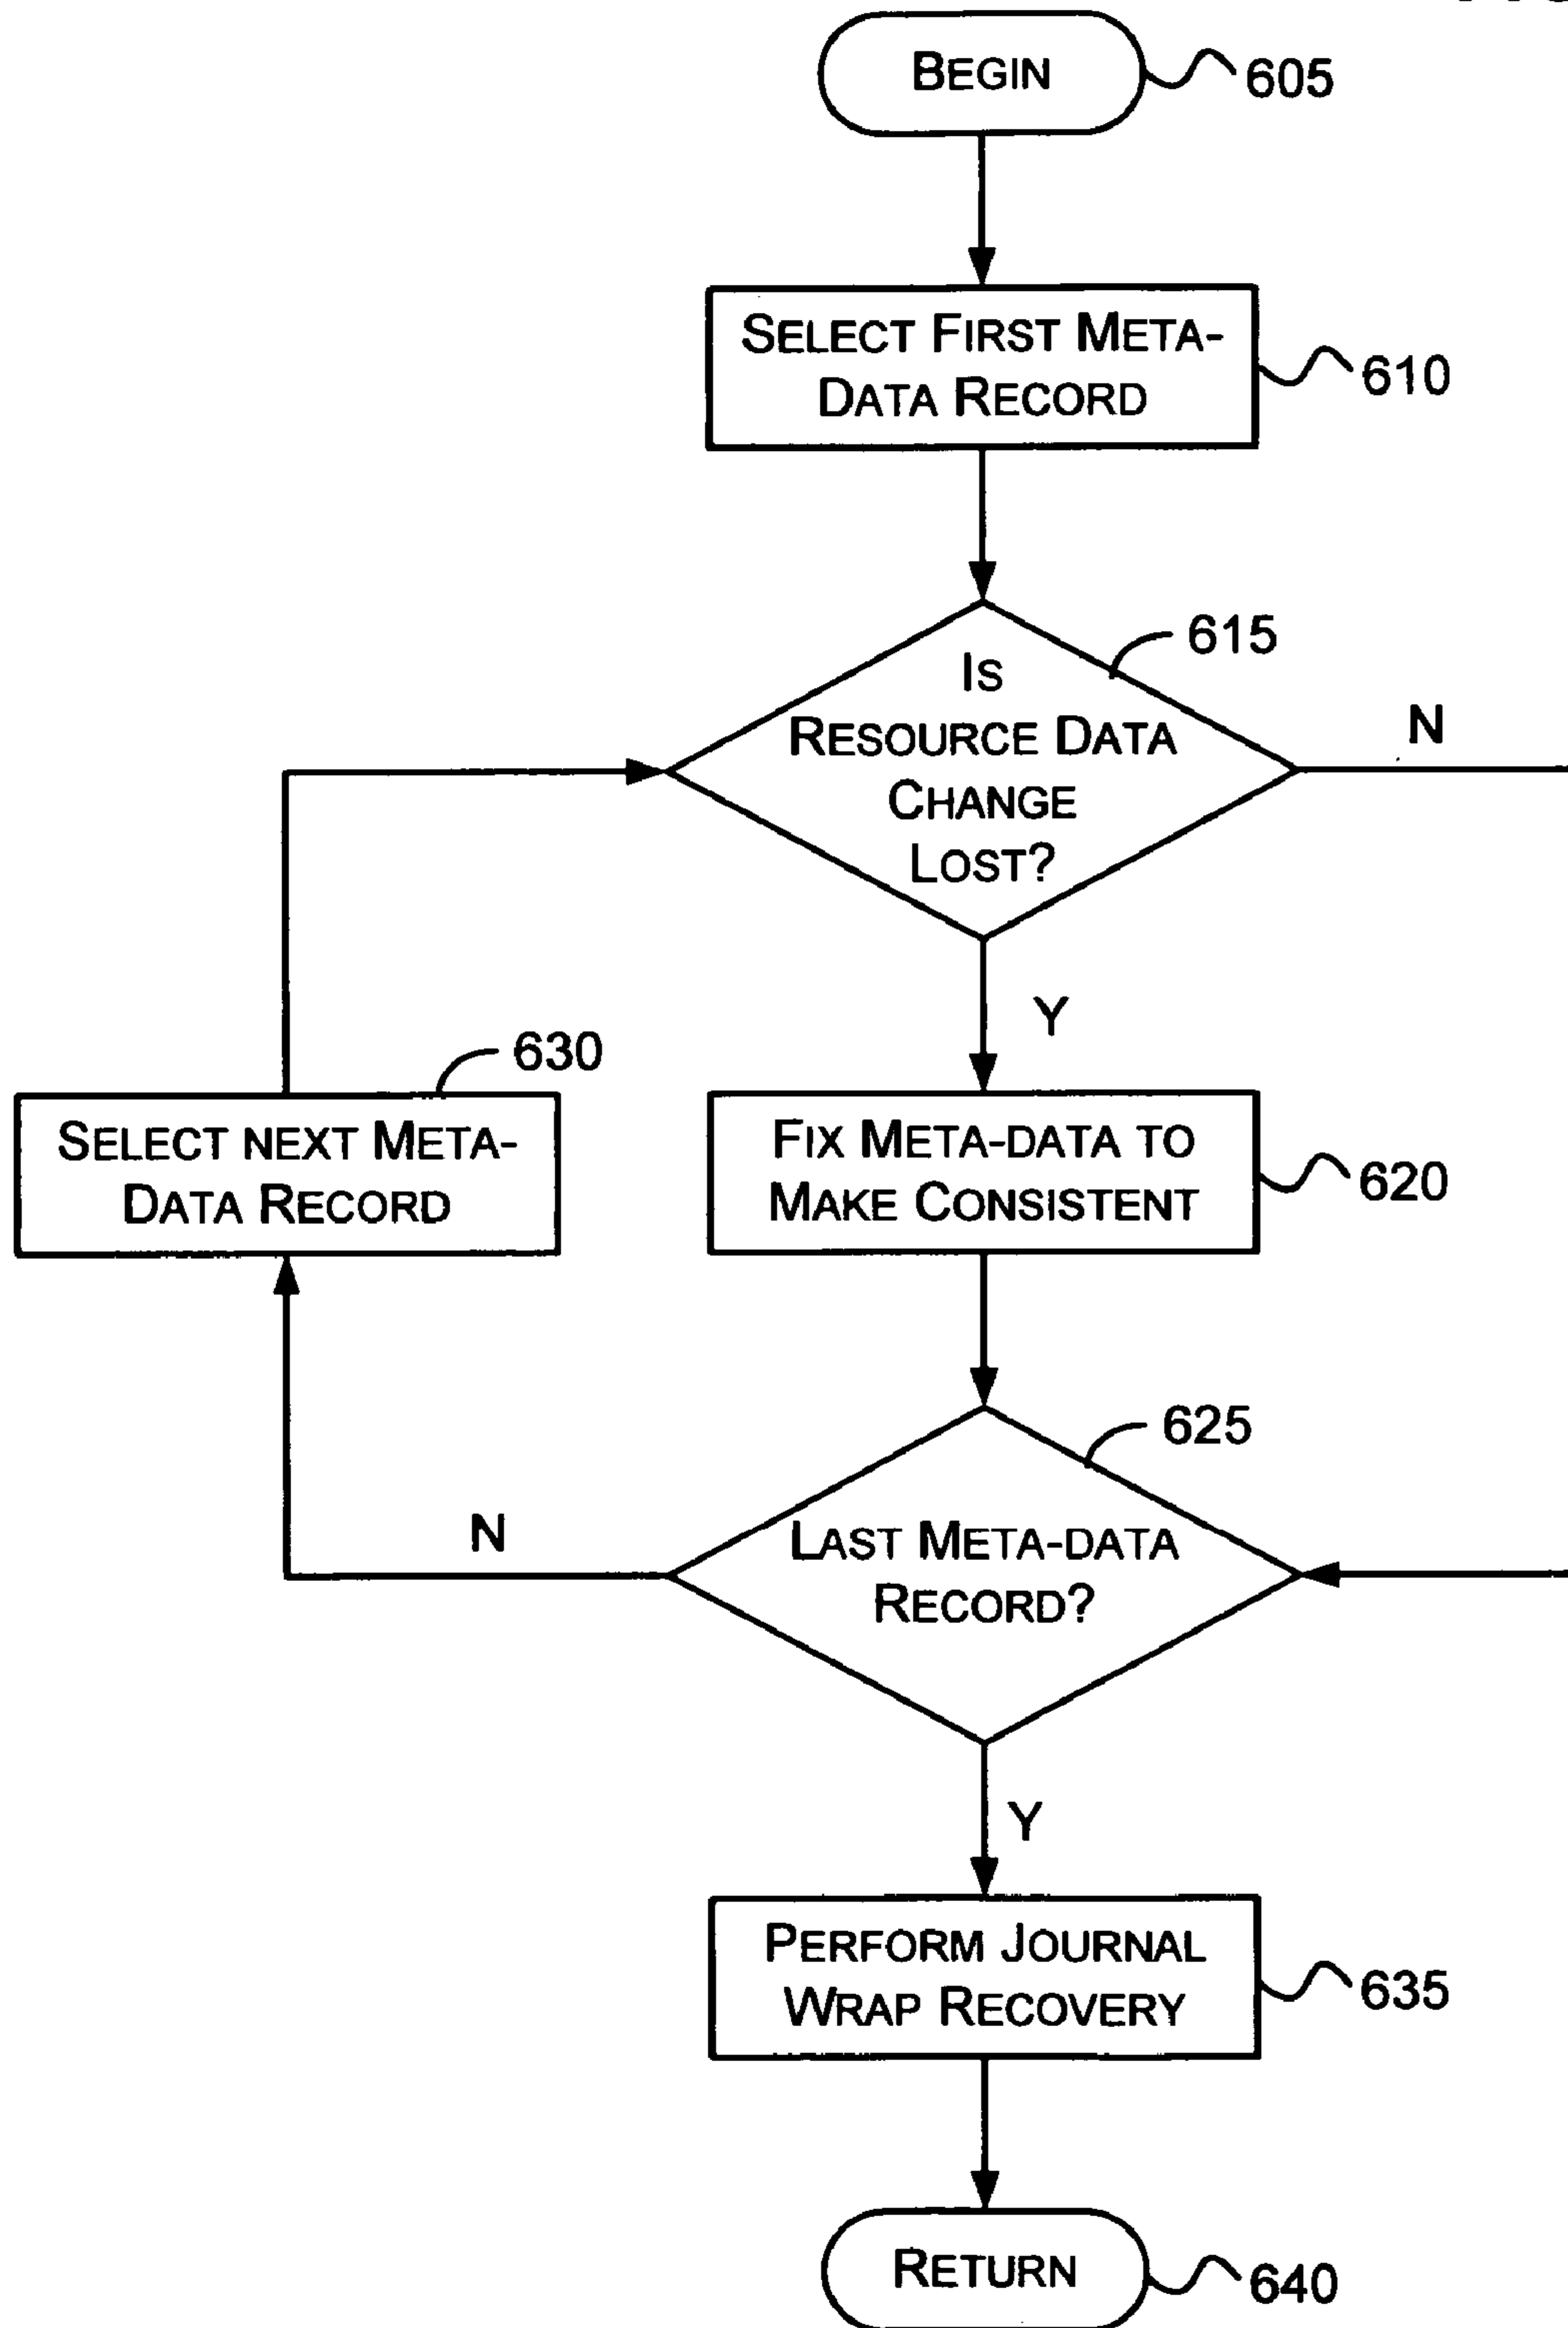 BEGIN
605
SELECT FIRST META-
DATA RECORD
610
615
IS
RESOURCE DATA
CHANGE
LOST?
N
Y
630
SELECT NEXT META-
DATA RECORD
FIX META-DATA TO
MAKE CONSISTENT
620
625
LAST META-DATA
RECORD?
N
Y
PERFORM JOURNAL
WRAP RECOVERY
635
RETURN
640